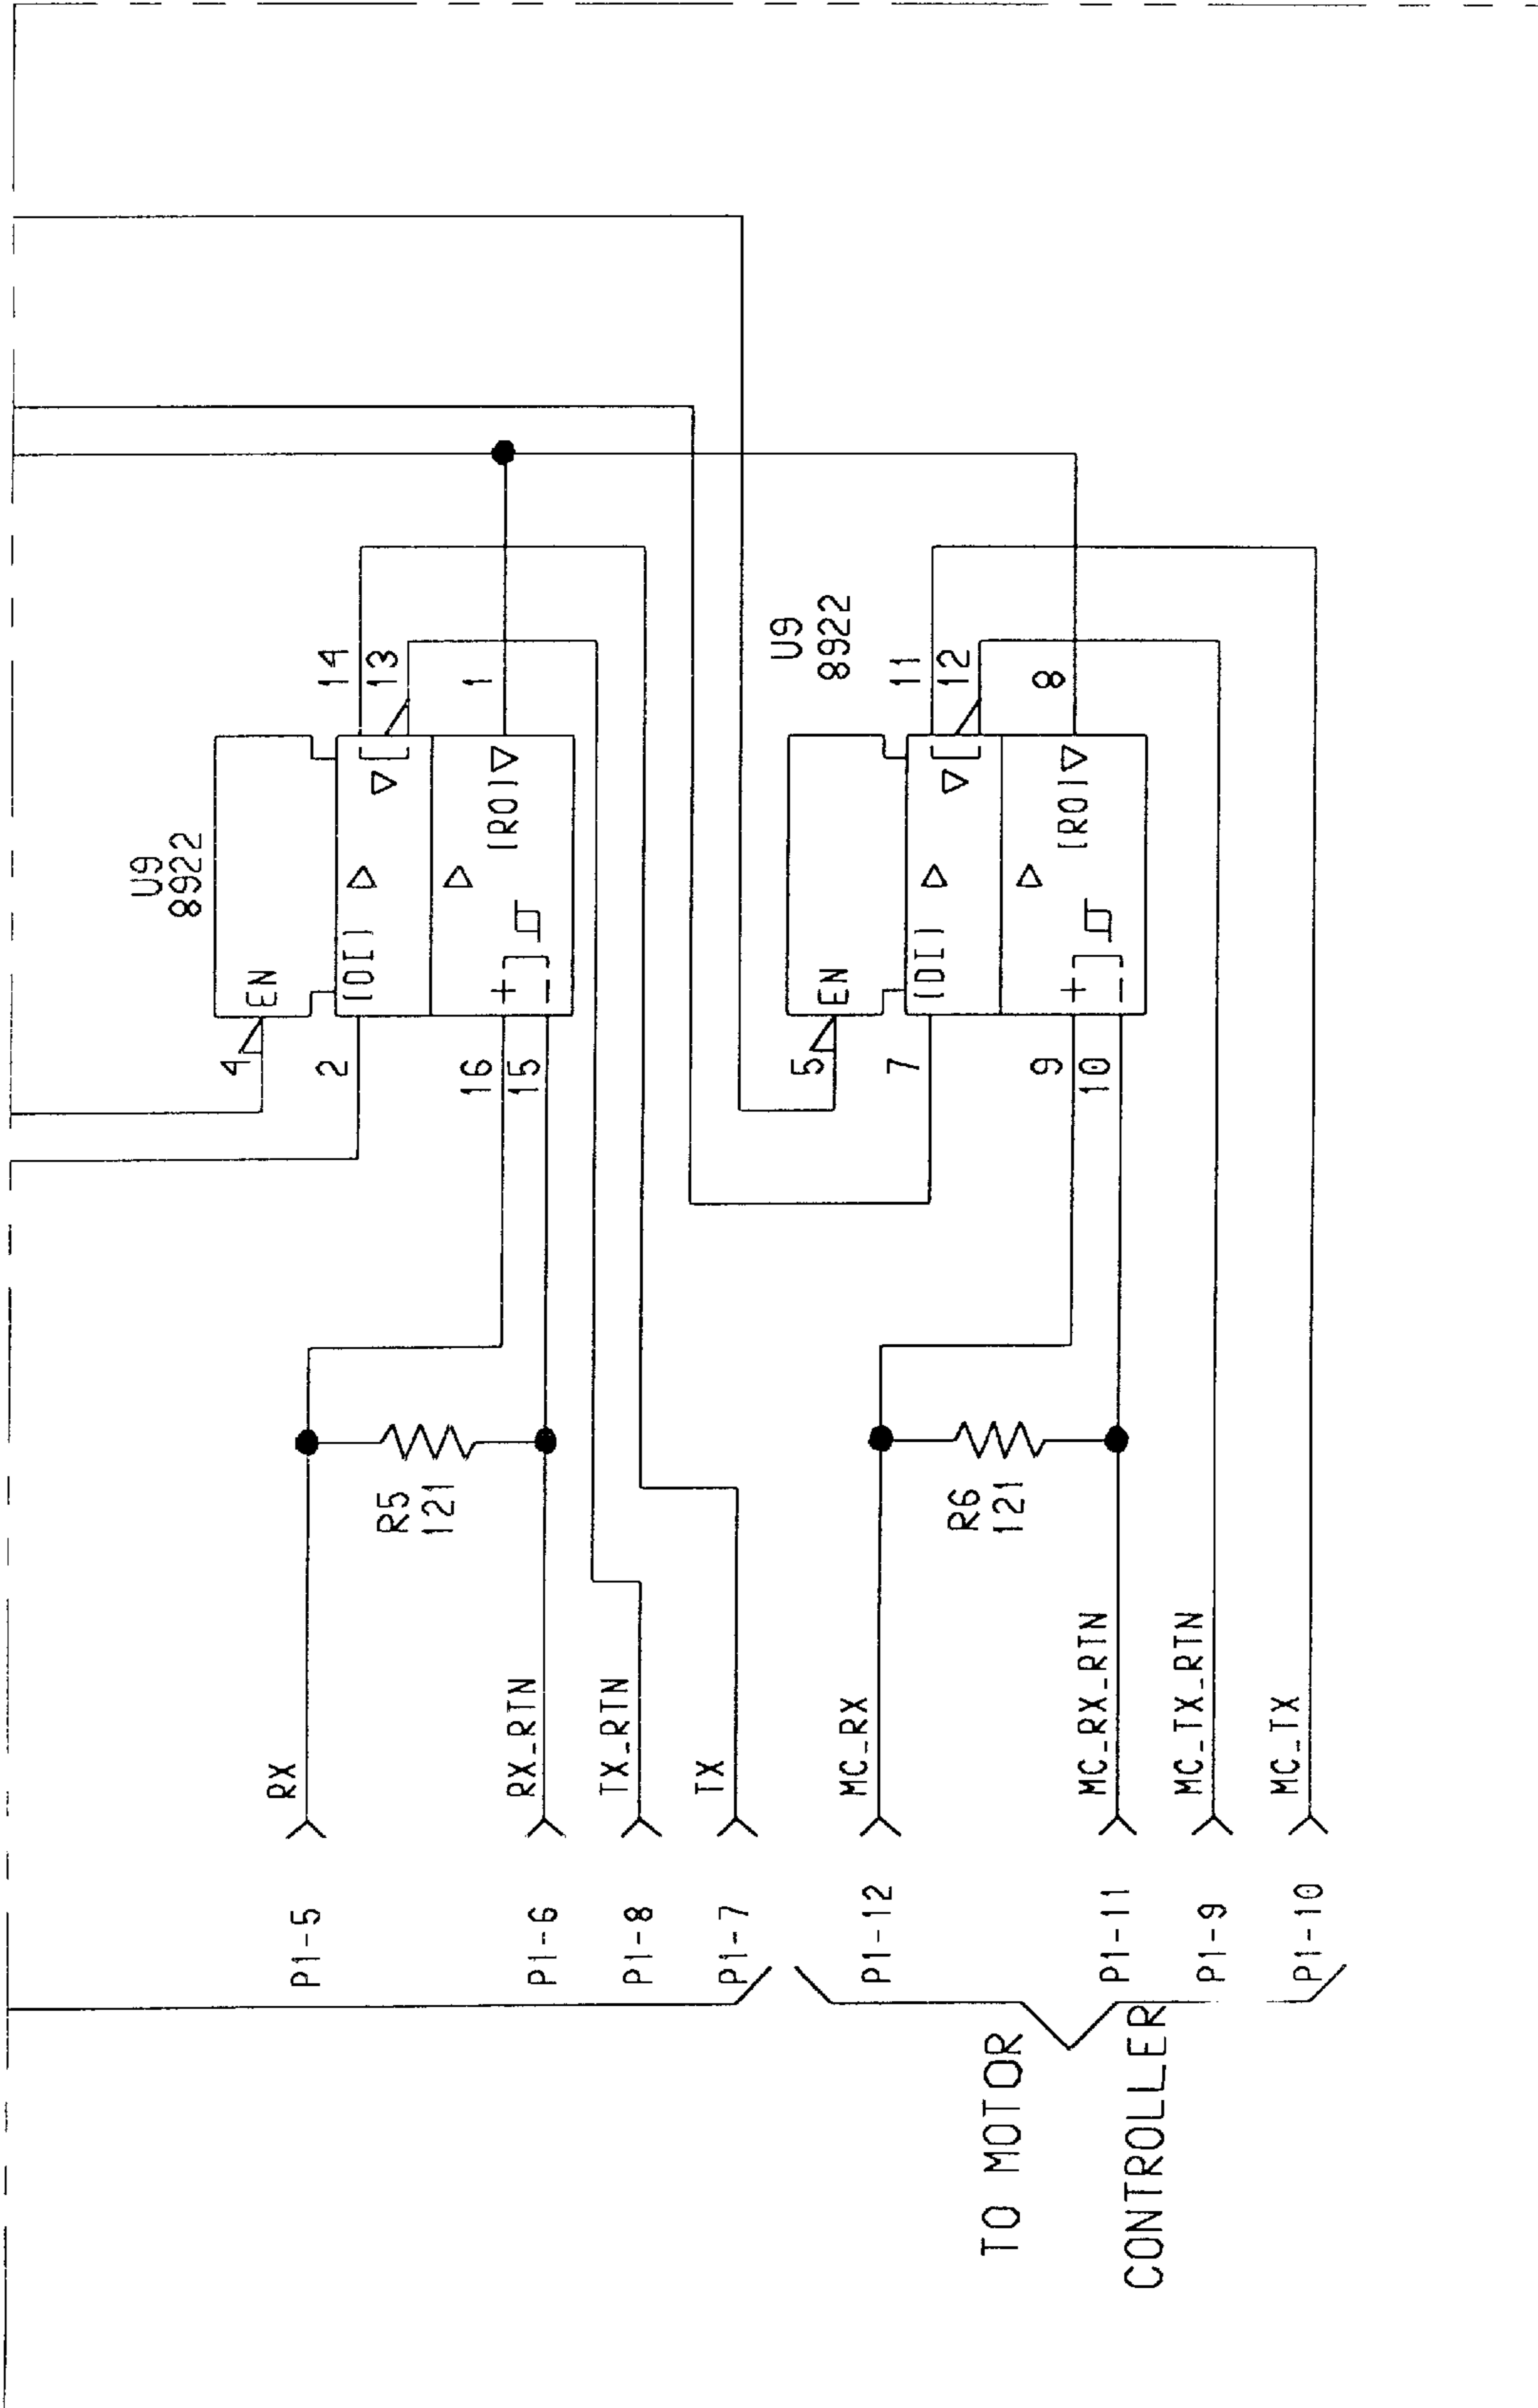 U9
8922
4
EN
2
[DI]
14
13
16
15
+
[RO]
1
RX
P1-5
R5
121
RX_RTN
P1-6
TX_RTN
P1-8
TX
P1-7
U9
8922
5
EN
7
[DI]
11
12
9
10
+
[RO]
8
MC_RX
P1-12
R6
121
MC_RX_RTN
P1-11
MC_TX_RTN
P1-9
MC_TX
P1-10
TO MOTOR
CONTROLLER